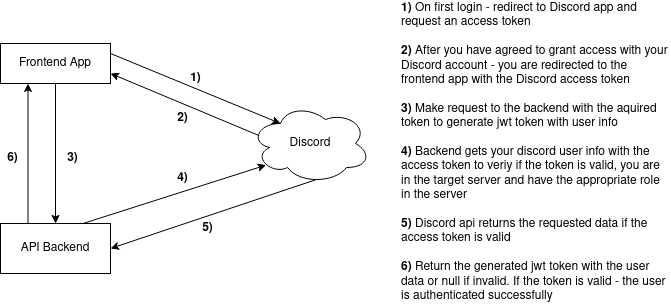 Frontend App
1)
2)
Discord
6)
3)
4)
5)
API Backend
1) On first login - redirect to Discord app and
request an access token
2) After you have agreed to grant access with your
Discord account - you are redirected to the
frontend app with the Discord access token
3) Make request to the backend with the aquired
token to generate jwt token with user info
4) Backend gets your discord user info with the
access token to veriy if the token is valid, you are
in the target server and have the appropriate role
in the server
5) Discord api returns the requested data if the
access token is valid
6) Return the generated jwt token with the user
data or null if invalid. If the token is valid - the user
is authenticated successfully